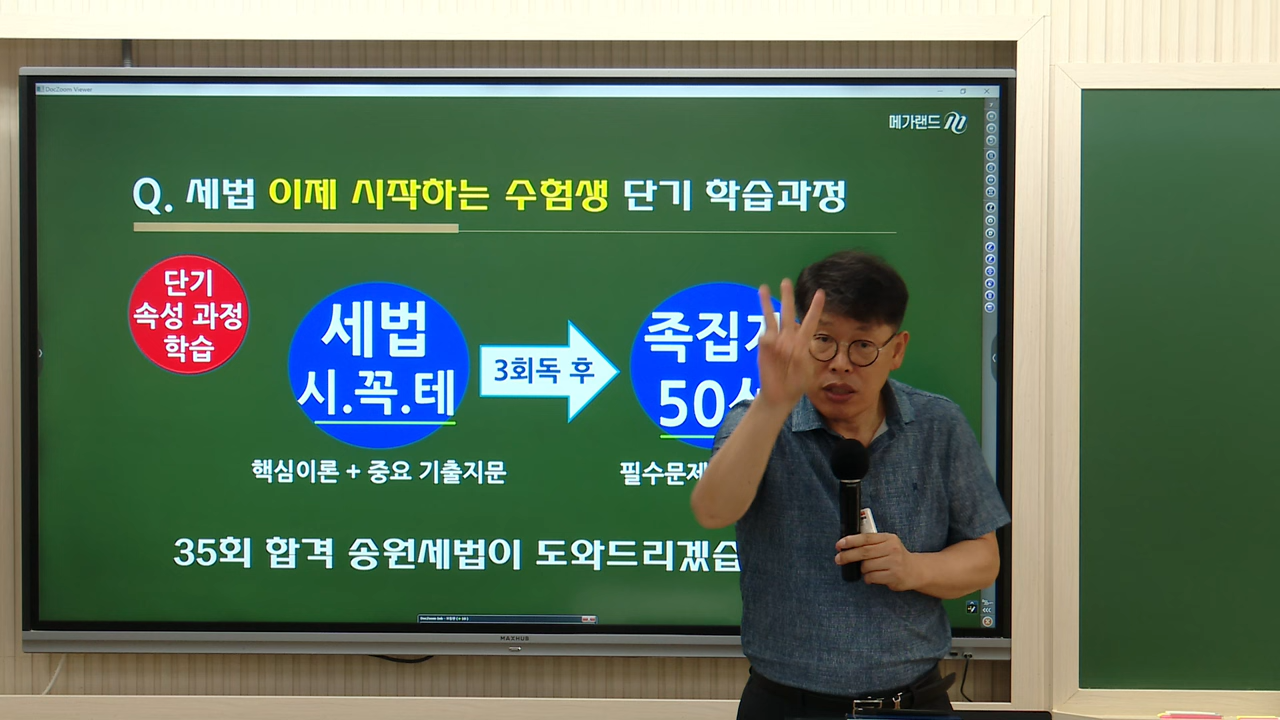 DocZoom Viewer
메가랜드
Q. 세법 이제 시작하는 수험생 단기 학습과정
단기
속성 과정
학습
세법
시.꼭.테
3회독 후
족집
50
핵심이론 + 중요 기출지문
필수문제
35회 합격 송원세법이 도와드리겠습
MAXHUB